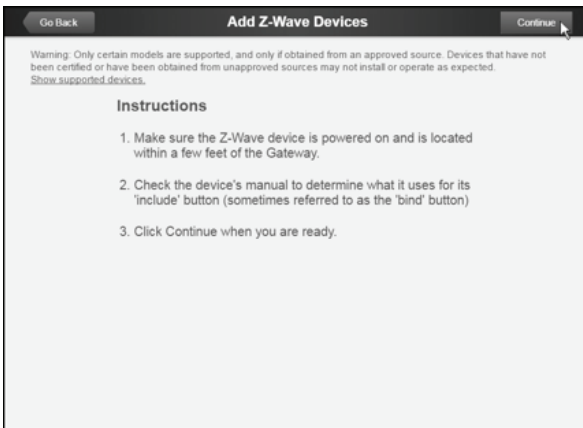 Go Back
Add Z-Wave Devices
Continue
Warning: Only certain models are supported, and only if obtained from an approved source. Devices that have not
been certified or have been obtained from unapproved sources may not install or operate as expected.
Show supported devices.
Instructions
1. Make sure the Z-Wave device is powered on and is located
within a few feet of the Gateway.
2. Check the device's manual to determine what it uses for its
'include' button (sometimes referred to as the 'bind' button)
3. Click Continue when you are ready.